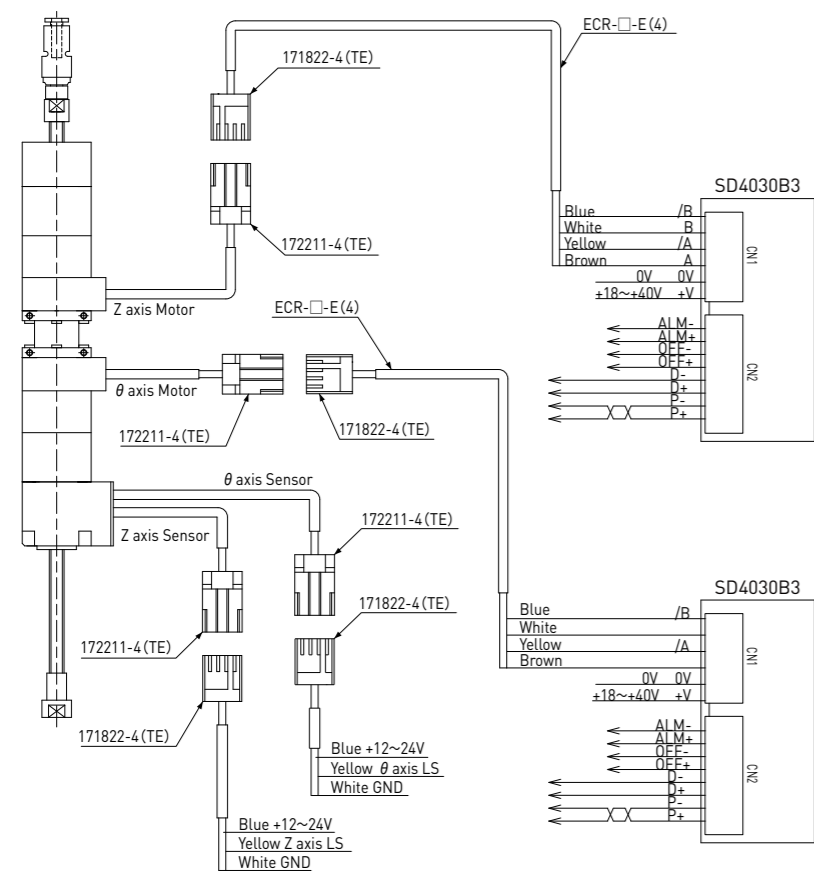 ECR-□-E(4)
171822-4(TE)
SD4030B3
172211-4(TE)
Blue /B
White B
Yellow /A
Brown A
0V 0V
+18~+40V +V
CN1
Z axis Motor
ECR-□-E(4)
ALM-
ALM+
OFF-
OFF+
D-
D+
P-
P+
CN2
θ axis Motor
172211-4(TE)
171822-4(TE)
θ axis Sensor
Z axis Sensor
172211-4(TE)
171822-4(TE)
SD4030B3
Blue /B
White
Yellow /A
Brown
0V 0V
+18~+40V +V
CN1
172211-4(TE)
171822-4(TE)
ALM-
ALM+
OFF-
OFF+
D-
D+
P-
P+
CN2
Blue +12~24V
Yellow θ axis LS
White GND
Blue +12~24V
Yellow Z axis LS
White GND